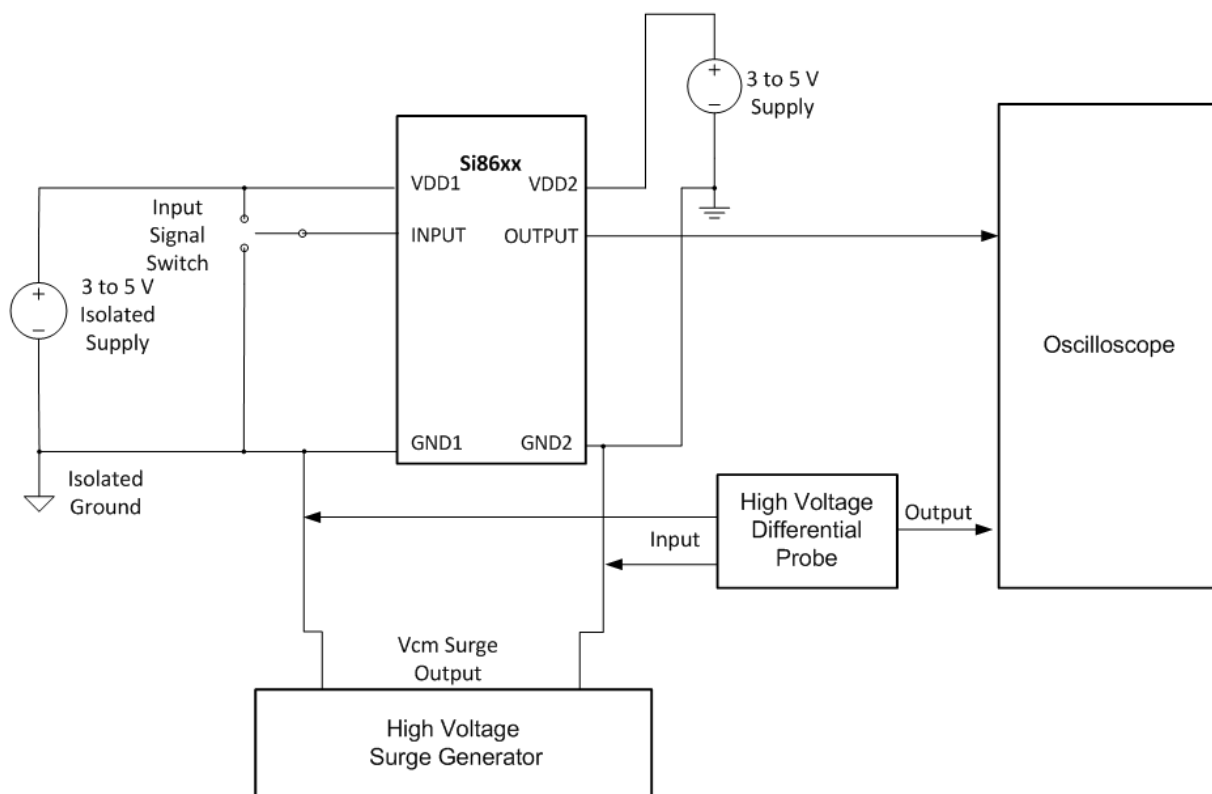 +
−
3 to 5 V
Supply
Si86xx
VDD1
VDD2
Input
Signal
Switch
INPUT
OUTPUT
+
−
3 to 5 V
Isolated
Supply
Oscilloscope
GND1
GND2
Isolated
Ground
High Voltage
Differential
Probe
Input
Output
Vcm Surge
Output
High Voltage
Surge Generator